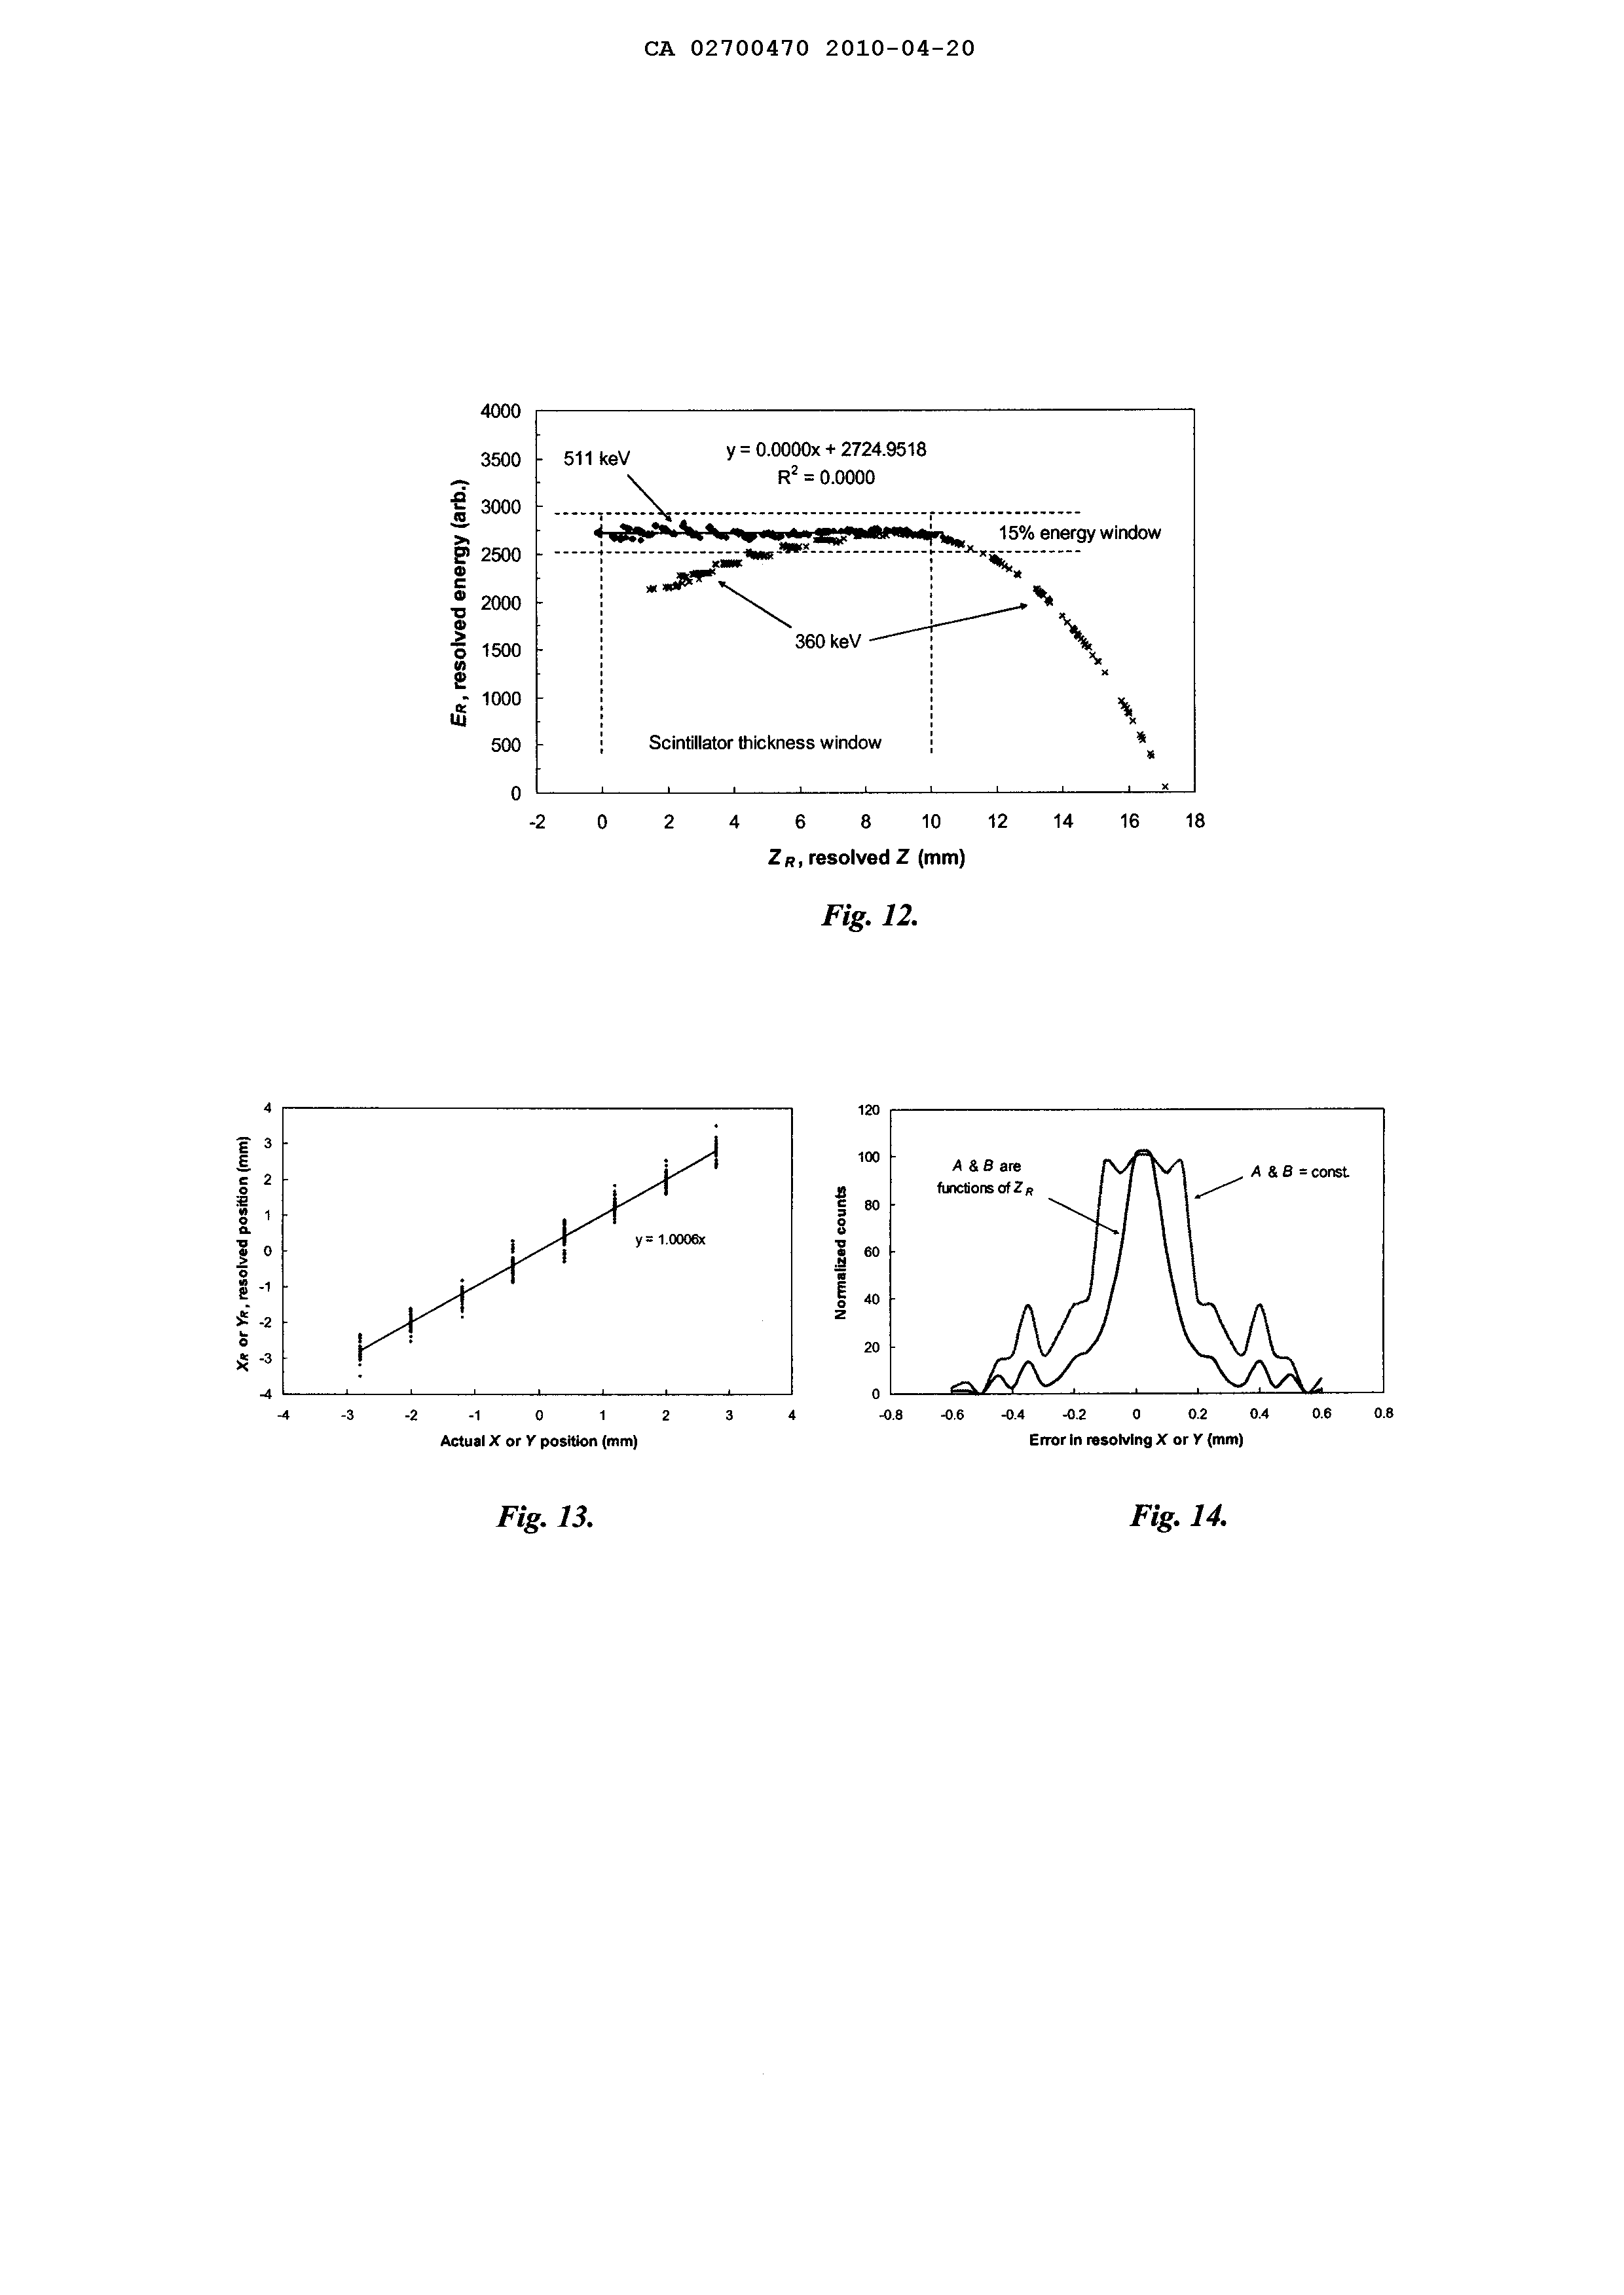 CA 02700470 2010-04-20
4000
3500
3000
2500
2000
1500
1000
500
0
E_R, resolved energy (arb.)
511 keV
y = 0.0000x + 2724.9518
R² = 0.0000
15% energy window
360 keV
Scintillator thickness window
-2 0 2 4 6 8 10 12 14 16 18
Z_R, resolved Z (mm)
Fig. 12.
4
3
2
1
0
-1
-2
-3
-4
X_R or Y_R, resolved position (mm)
y = 1.0006x
-4 -3 -2 -1 0 1 2 3 4
Actual X or Y position (mm)
Fig. 13.
120
100
80
60
40
20
0
Normalized counts
A & B are
functions of Z_R
A & B = const.
-0.8 -0.6 -0.4 -0.2 0 0.2 0.4 0.6 0.8
Error in resolving X or Y (mm)
Fig. 14.